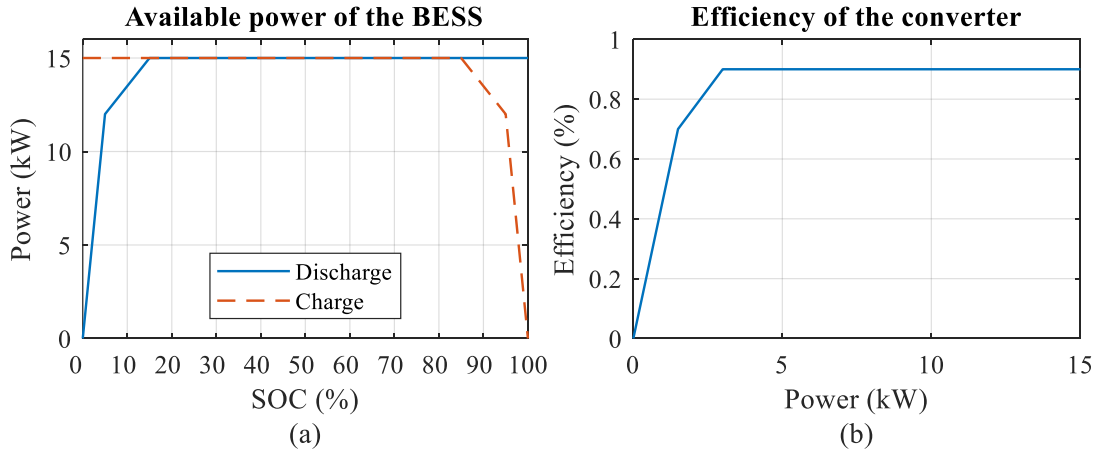 Available power of the BESS
Power (kW)
15
10
5
0
0 10 20 30 40 50 60 70 80 90 100
SOC (%)
Discharge
Charge
(a)
Efficiency of the converter
Efficiency (%)
1
0.8
0.6
0.4
0.2
0
0 5 10 15
Power (kW)
(b)